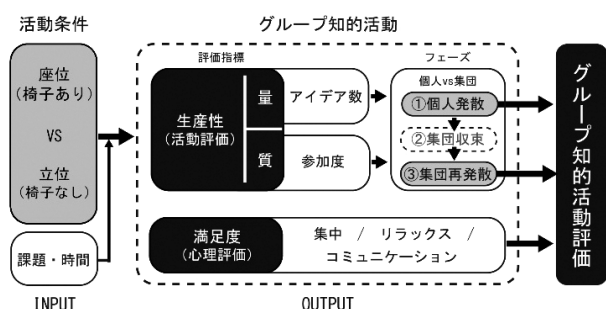 活動条件
グループ知的活動
座位
(椅子あり)
VS
立位
(椅子なし)
課題・時間
INPUT
評価指標
生産性
(活動評価)
量
質
アイデア数
参加度
フェーズ
個人vs集団
①個人発散
②集団収束
③集団再発散
満足度
(心理評価)
集中 / リラックス /
コミュニケーション
OUTPUT
グループ知的活動評価